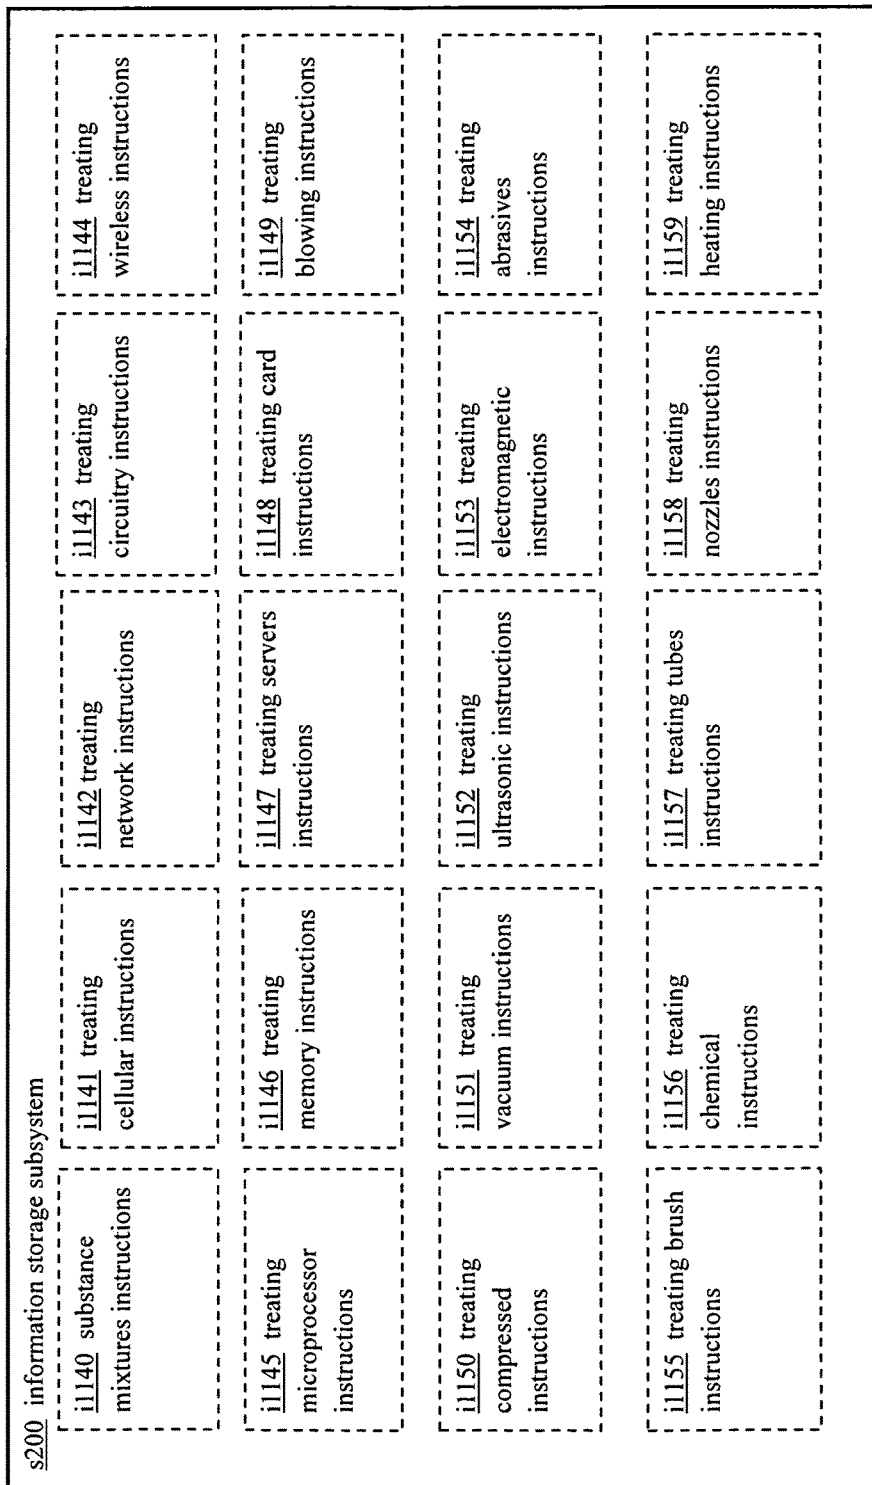 s200 information storage subsystem
i1140 substance
mixtures instructions
i1141 treating
cellular instructions
i1142 treating
network instructions
i1143 treating
circuitry instructions
i1144 treating
wireless instructions
i1145 treating
microprocessor
instructions
i1146 treating
memory instructions
i1147 treating servers
instructions
i1148 treating card
instructions
i1149 treating
blowing instructions
i1150 treating
compressed
instructions
i1151 treating
vacuum instructions
i1152 treating
ultrasonic instructions
i1153 treating
electromagnetic
instructions
i1154 treating
abrasives
instructions
i1155 treating brush
instructions
i1156 treating
chemical
instructions
i1157 treating tubes
instructions
i1158 treating
nozzles instructions
i1159 treating
heating instructions